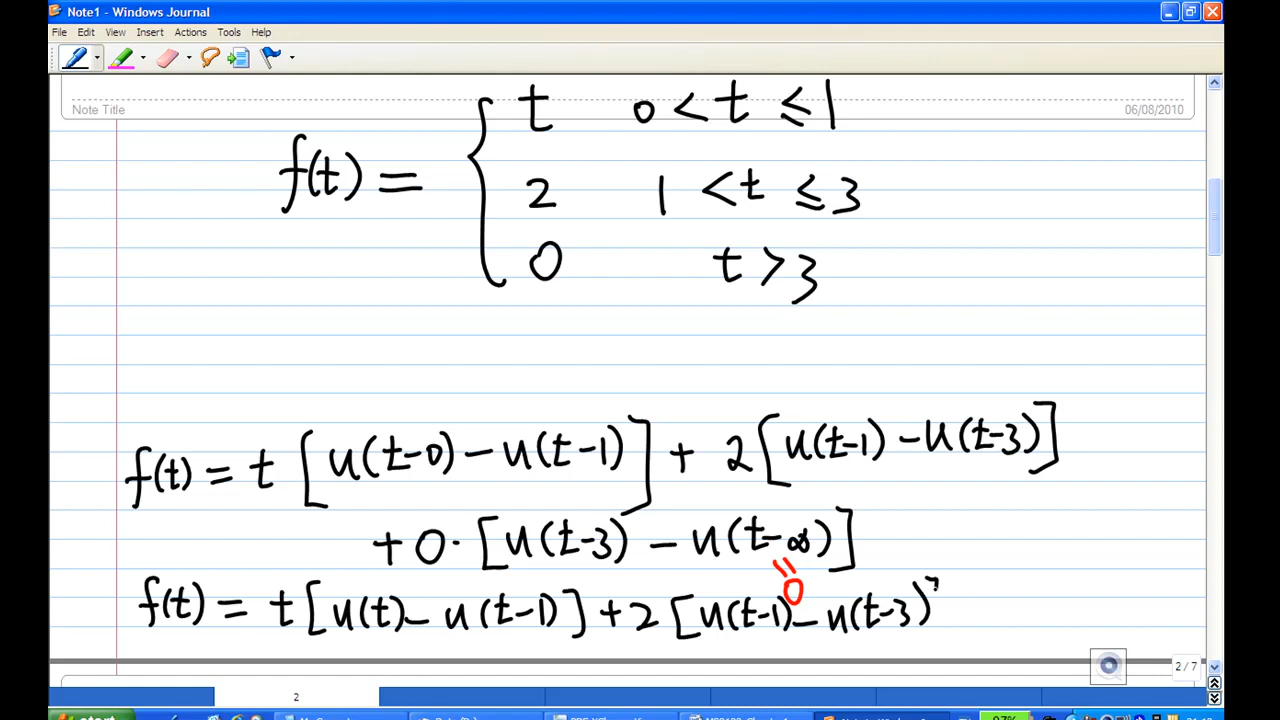 Note1 - Windows Journal
File Edit View Insert Actions Tools Help
Note Title 06/08/2010
f(t) = { t 0 < t ≤ 1
2 1 < t ≤ 3
0 t > 3
f(t) = t [u(t-0) - u(t-1)] + 2 [u(t-1) - u(t-3)]
+ 0 · [u(t-3) - u(t-∞)]
= 0
f(t) = t [u(t) - u(t-1)] + 2 [u(t-1) - u(t-3)
2 / 7
2